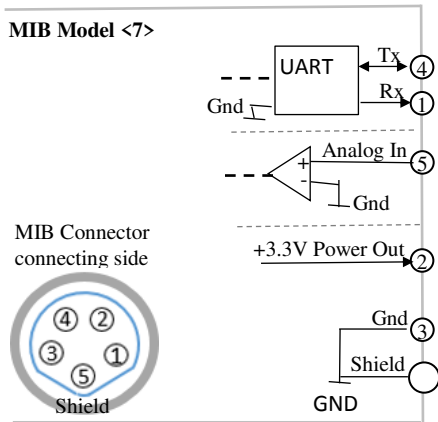 MIB Model <7>
UART
Tx
4
Rx
1
Gnd
+
Analog In
5
-
Gnd
MIB Connector
connecting side
+3.3V Power Out
2
4 2
3 1
5
Shield
Gnd
3
Shield
GND